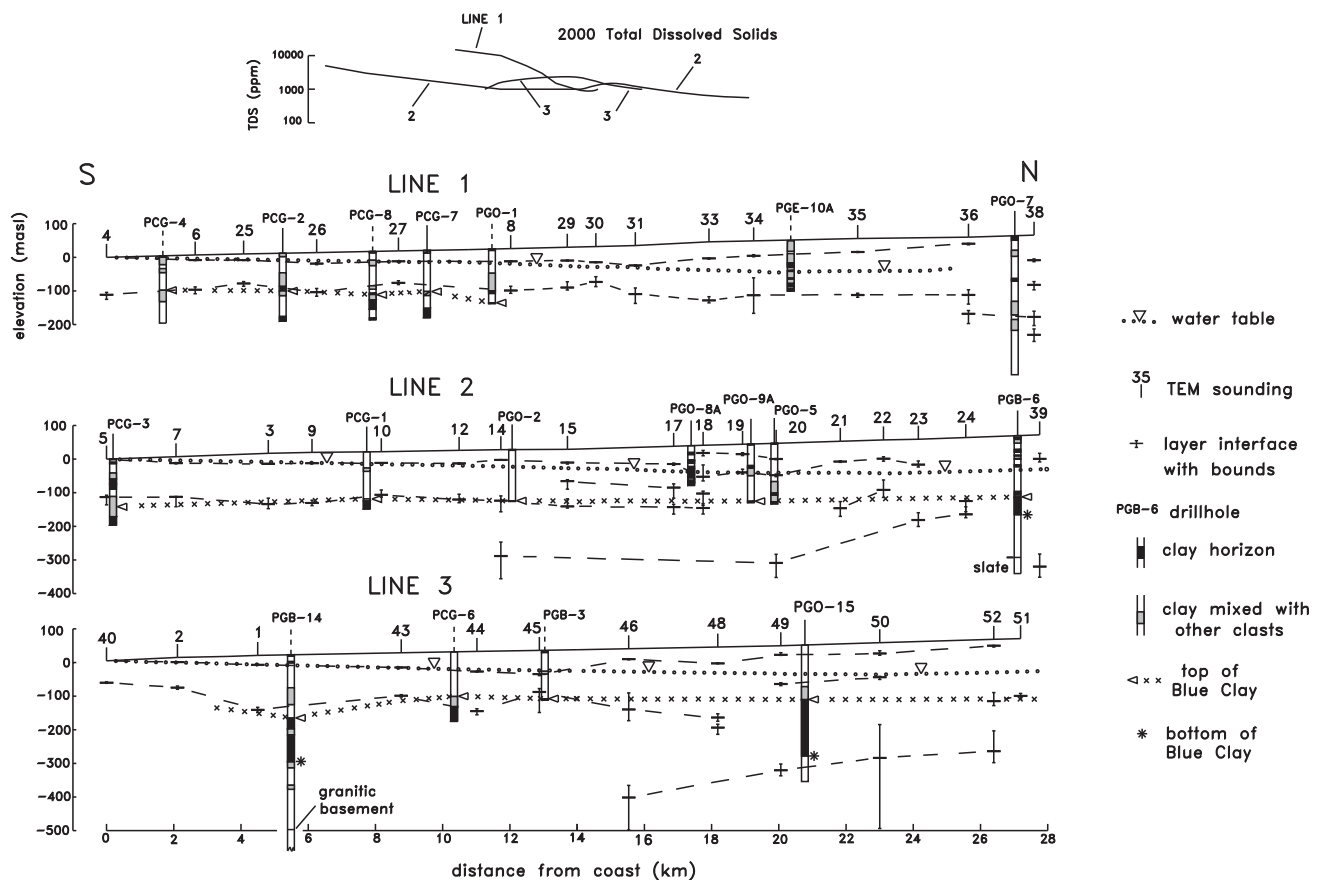 LINE 1
2000 Total Dissolved Solids
TDS (ppm)
10000
1000
100
2
3
3
2
S
N
LINE 1
elevation (masl)
100
0
−100
−200
4
PCG-4
6
25
PCG-2
26
PCG-8
27
PCG-7
PGO-1
8
29
30
31
33
34
PGE-10A
35
36
PGO-7
38
LINE 2
100
0
−100
−200
−300
−400
5
PCG-3
7
3
9
PCG-1
10
12
14
PGO-2
15
17
PGO-8A
18
19
PGO-9A
PGO-5
20
21
22
23
24
PGB-6
39
slate
LINE 3
100
0
−100
−200
−300
−400
−500
40
2
1
PGB-14
43
PCG-6
44
45
PGB-3
46
48
49
PGO-15
50
52
51
granitic
basement
0 2 4 6 8 10 12 14 16 18 20 22 24 26 28
distance from coast (km)
water table
35
TEM sounding
layer interface
with bounds
PGB-6 drillhole
clay horizon
clay mixed with
other clasts
top of
Blue Clay
bottom of
Blue Clay